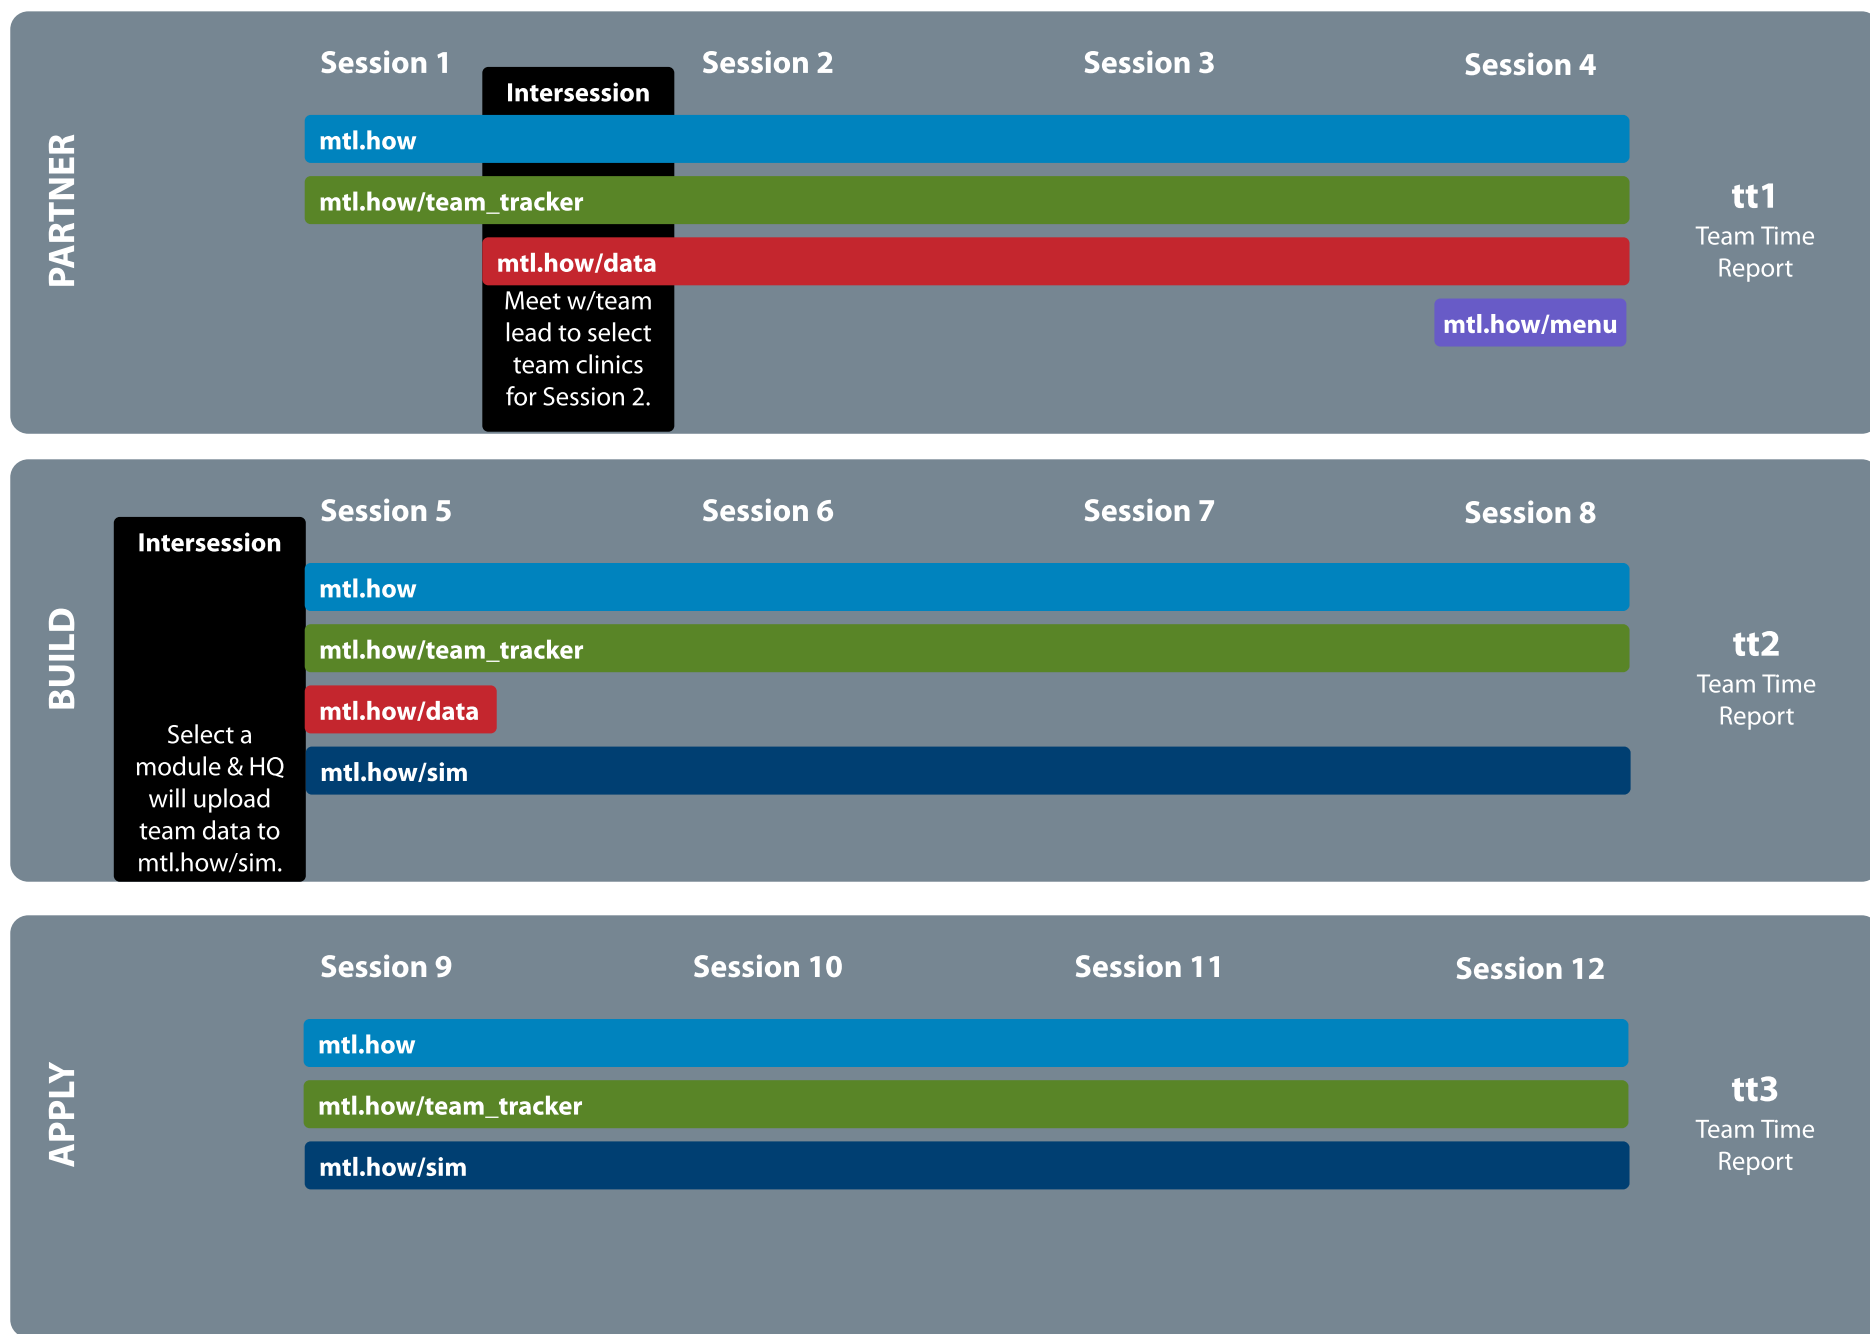 PARTNER
Session 1
Session 2
Session 3
Session 4
Intersession
mtl.how
mtl.how/team_tracker
mtl.how/data
mtl.how/menu
Meet w/team
lead to select
team clinics
for Session 2.
tt1
Team Time
Report
BUILD
Session 5
Session 6
Session 7
Session 8
Intersession
Select a
module & HQ
will upload
team data to
mtl.how/sim.
mtl.how
mtl.how/team_tracker
mtl.how/data
mtl.how/sim
tt2
Team Time
Report
APPLY
Session 9
Session 10
Session 11
Session 12
mtl.how
mtl.how/team_tracker
mtl.how/sim
tt3
Team Time
Report